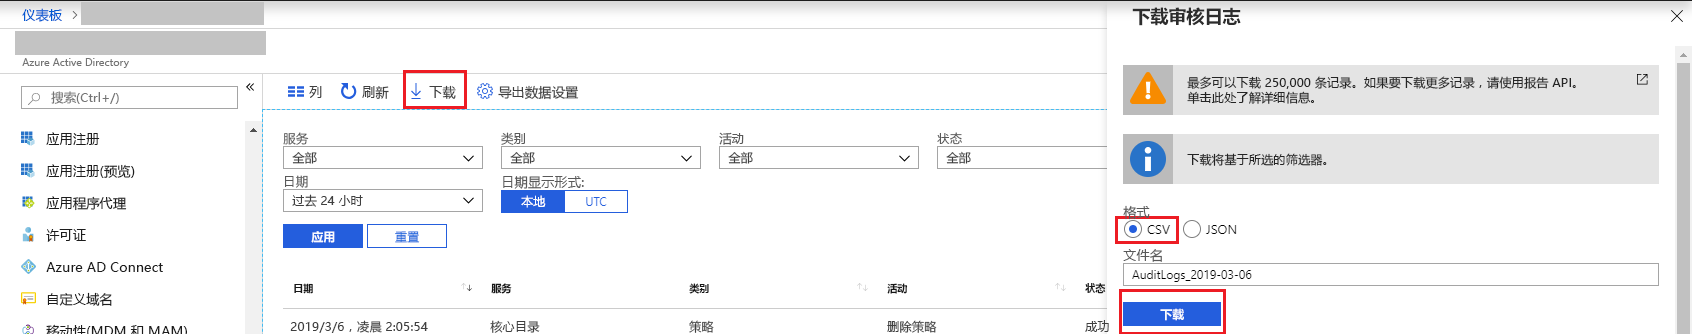 仪表板 >
Azure Active Directory
搜索(Ctrl+/)
«
应用注册
应用注册(预览)
应用程序代理
许可证
Azure AD Connect
自定义域名
移动性(MDM 和 MAM)
列 刷新 下载 导出数据设置
服务 类别 活动 状态
全部 全部 全部 全部
日期 日期显示形式:
过去 24 小时 本地 UTC
应用 重置
日期 服务 类别 活动 状态
2019/3/6，凌晨 2:05:54 核心目录 策略 删除策略 成功
下载审核日志
最多可以下载 250,000 条记录。如果要下载更多记录，请使用报告 API。
单击此处了解详细信息。
下载将基于所选的筛选器。
格式
CSV JSON
文件名
AuditLogs_2019-03-06
下载